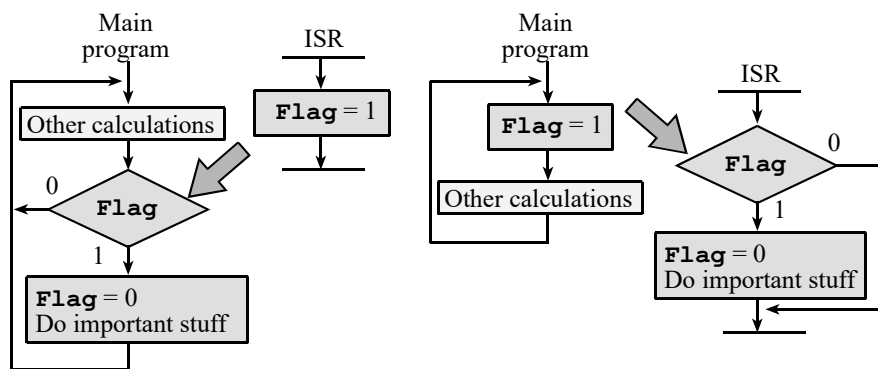 Main
program
ISR
Flag = 1
Other calculations
0
Flag
1
Flag = 0
Do important stuff
Main
program
ISR
Flag = 1
Flag
0
Other calculations
1
Flag = 0
Do important stuff